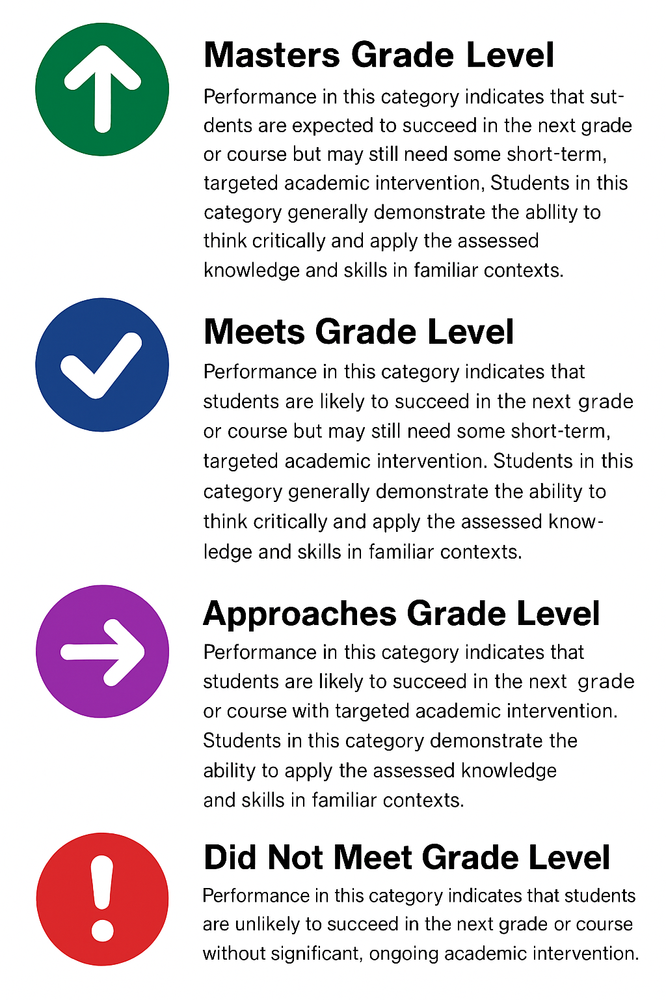 Masters Grade Level
Performance in this category indicates that sut-
dents are expected to succeed in the next grade
or course but may still need some short-term,
targeted academic intervention, Students in this
category generally demonstrate the abllity to
think critically and apply the assessed
knowledge and skills in familiar contexts.
Meets Grade Level
Performance in this category indicates that
students are likely to succeed in the next grade
or course but may still need some short-term,
targeted academic intervention. Students in this
category generally demonstrate the ability to
think critically and apply the assessed know-
ledge and skills in familiar contexts.
Approaches Grade Level
Performance in this category indicates that
students are likely to succeed in the next grade
or course with targeted academic intervention.
Students in this category demonstrate the
ability to apply the assessed knowledge
and skills in familiar contexts.
Did Not Meet Grade Level
Performance in this category indicates that students
are unlikely to succeed in the next grade or course
without significant, ongoing academic intervention.